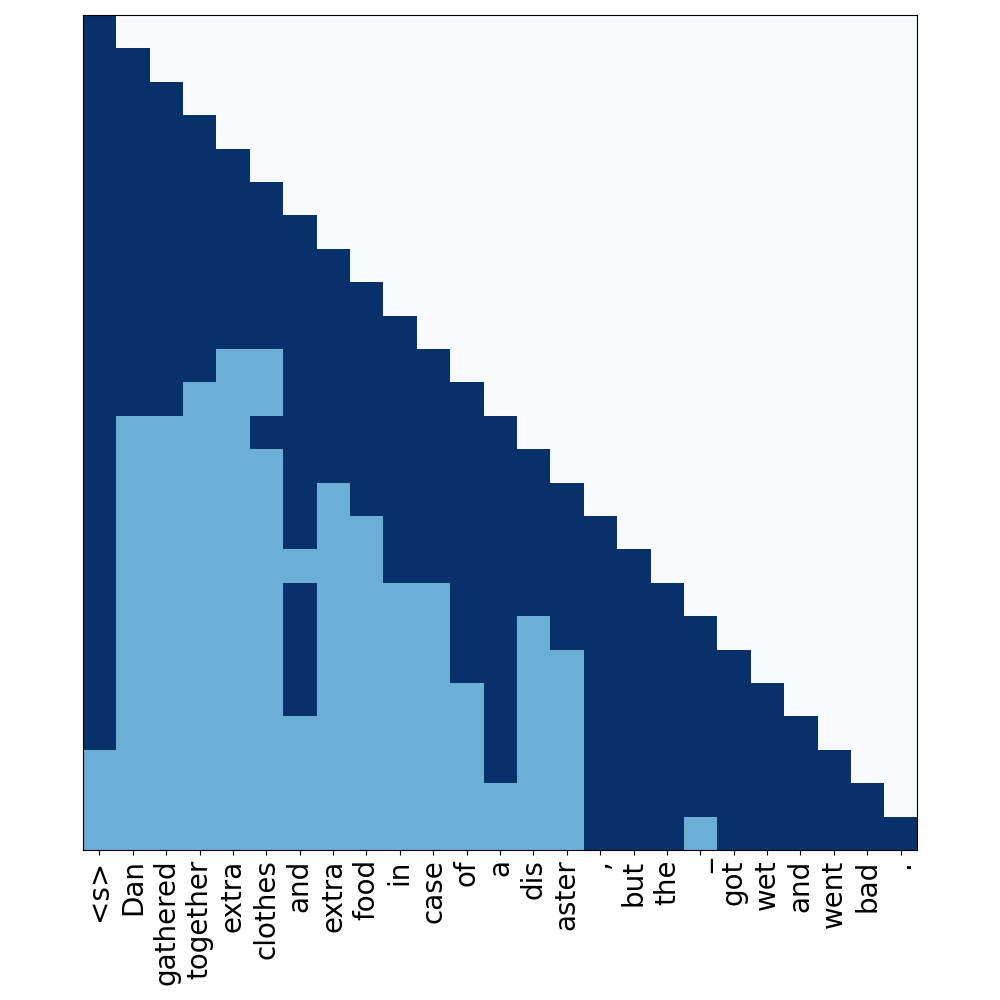 <s> Dan gathered together extra clothes and extra food in case of a dis aster , but the _ got wet and went bad .